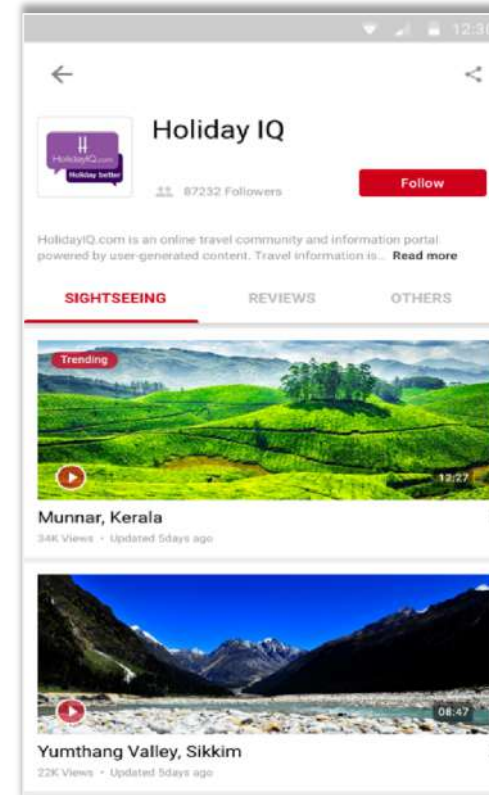 12:30
Holiday IQ
HolidayIQ.com
Holiday better
87232 Followers
Follow
HolidayIQ.com is an online travel community and information portal
powered by user-generated content. Travel information is... Read more
SIGHTSEEING REVIEWS OTHERS
Trending
12:27
Munnar, Kerala
34K Views • Updated 5days ago
08:47
Yumthang Valley, Sikkim
22K Views • Updated 5days ago